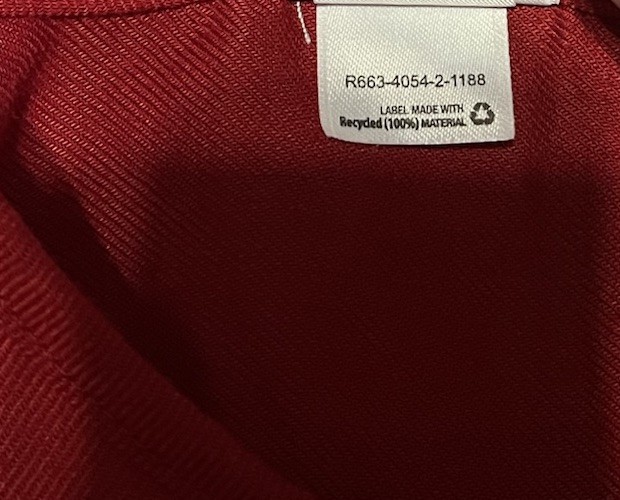 R663-4054-2-1188
LABEL MADE WITH
Recycled (100%) MATERIAL